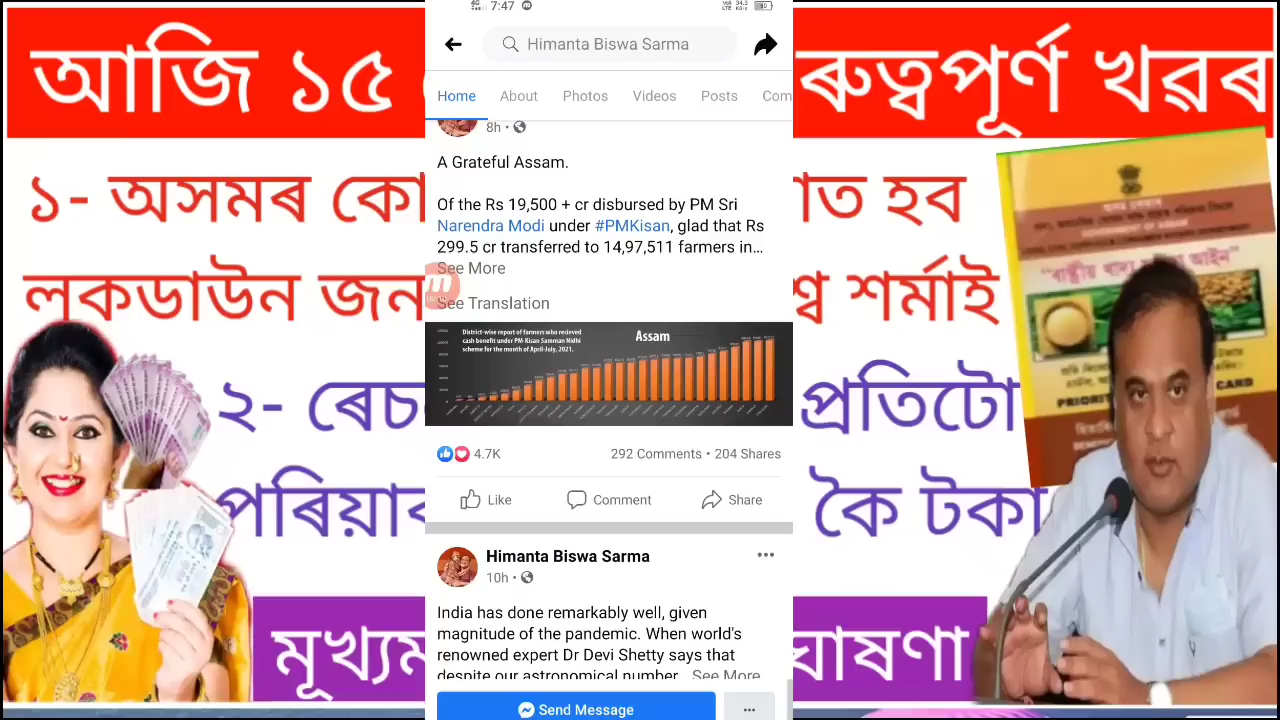 7:47
Himanta Biswa Sarma
Home About Photos Videos Posts Com
8h
A Grateful Assam.
Of the Rs 19,500 + cr disbursed by PM Sri
Narendra Modi under #PMKisan, glad that Rs
299.5 cr transferred to 14,97,511 farmers in...
See More
See Translation
District-wise report of farmers who recieved
cash benefit under PM-Kisan Samman Nidhi
scheme for the month of April-July, 2021.
Assam
4.7K 292 Comments • 204 Shares
Like Comment Share
Himanta Biswa Sarma
10h
India has done remarkably well, given
magnitude of the pandemic. When world's
renowned expert Dr Devi Shetty says that
despite our astronomical number... See More
Send Message
আজি ১৫
ৰুত্বপূৰ্ণ খৱৰ
১- অসমৰ কো
াত হব
লকডাউন জন
শ্ব শৰ্মাই
২- ৰেচ
প্ৰতিটো
পৰিয়াৰ
কৈ টকা
মূখ্যম
ঘোষণা